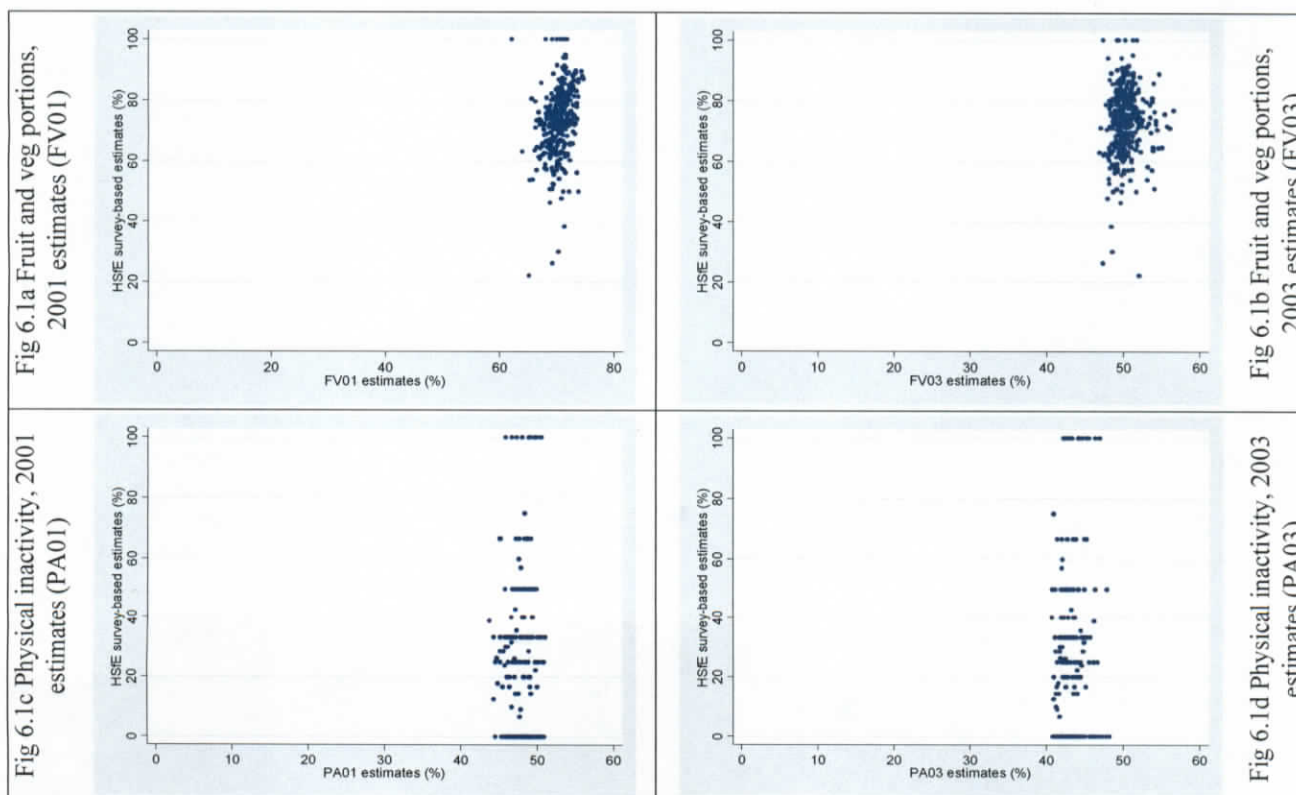 Fig 6.1a Fruit and veg portions,
2001 estimates (FV01)
HSfE survey-based estimates (%)
100
80
60
40
20
0
0 20 40 60 80
FV01 estimates (%)
HSfE survey-based estimates (%)
100
80
60
40
20
0
0 10 20 30 40 50 60
FV03 estimates (%)
Fig 6.1b Fruit and veg portions,
2003 estimates (FV03)
Fig 6.1c Physical inactivity, 2001
estimates (PA01)
HSfE survey-based estimates (%)
100
80
60
40
20
0
0 10 20 30 40 50 60
PA01 estimates (%)
HSfE survey-based estimates (%)
100
80
60
40
20
0
0 10 20 30 40 50 60
PA03 estimates (%)
Fig 6.1d Physical inactivity, 2003
estimates (PA03)